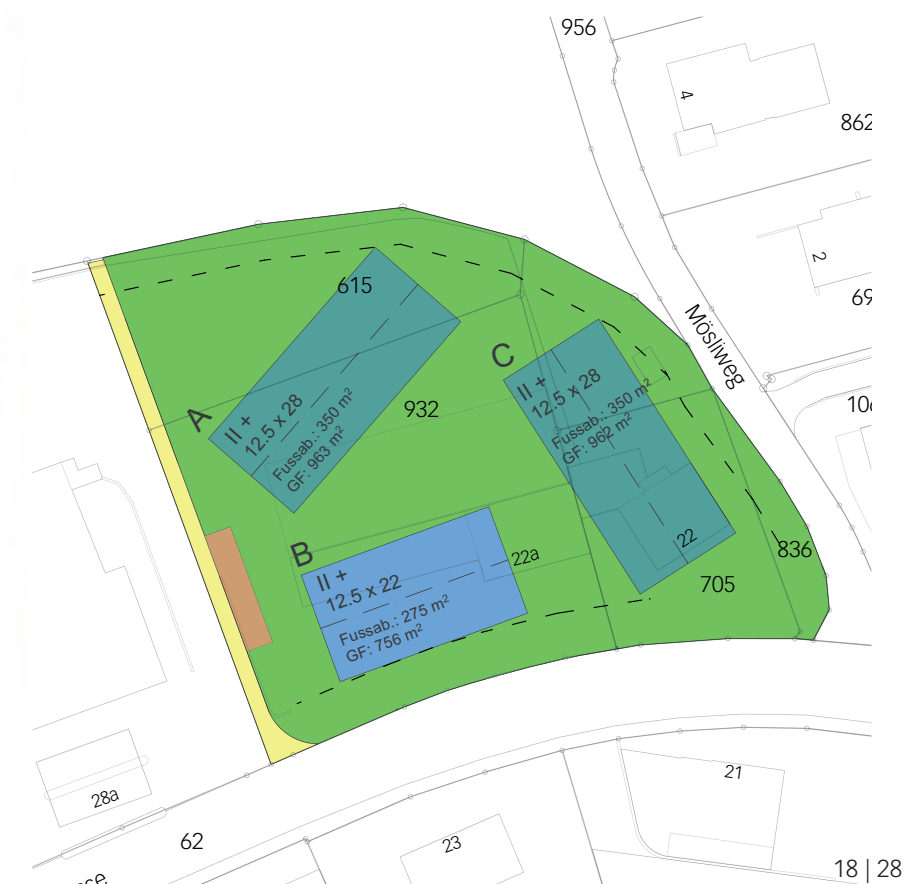 956
4
862
2
69
615
Mösliweg
A
II +
12.5 x 28
Fussab.: 350 m²
GF: 963 m²
932
C
II +
12.5 x 28
Fussab.: 350 m²
GF: 962 m²
22
836
705
B
II +
12.5 x 22
Fussab.: 275 m²
GF: 756 m²
22a
28a
62
23
21
18 | 28